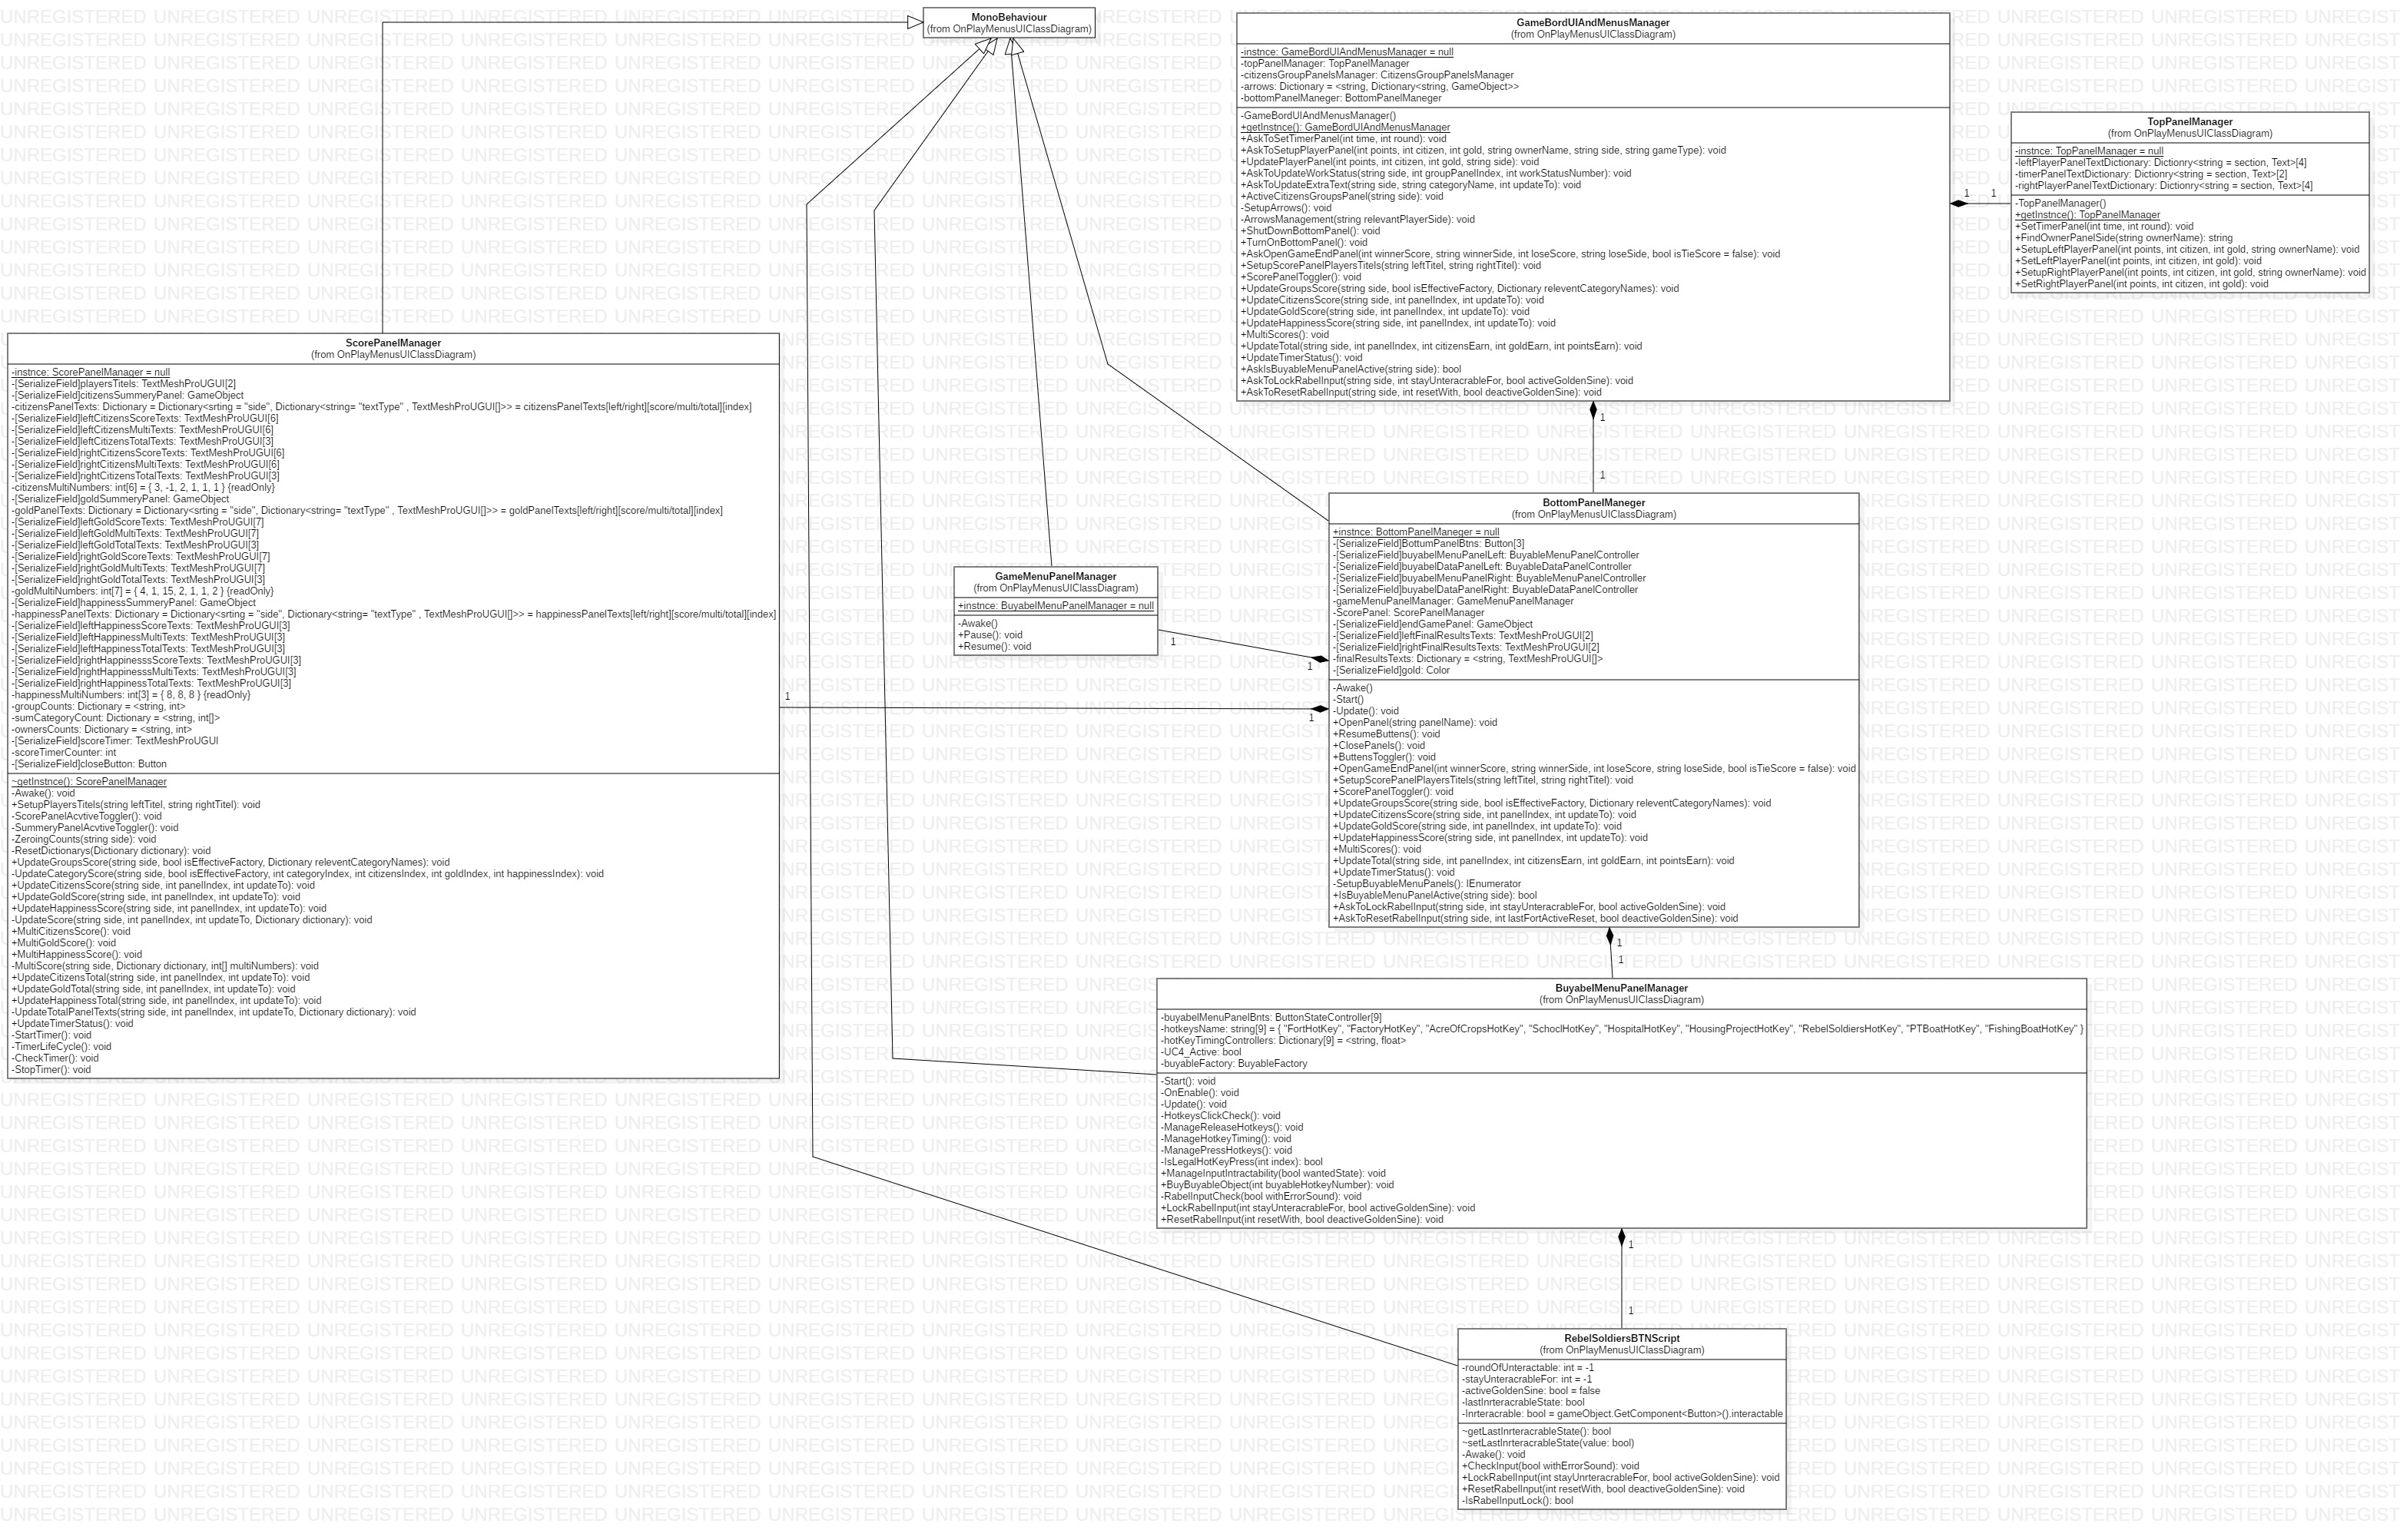 MonoBehaviour
(from OnPlayMenusUIClassDiagram)
GameBordUIAndMenusManager
(from OnPlayMenusUIClassDiagram)
-instnce: GameBordUIAndMenusManager = null
-topPanelManager: TopPanelManager
-citizensGroupPanelsManager: CitizensGroupPanelsManager
-arrows: Dictionary = <string, Dictionary<string, GameObject>>
-bottomPanelManeger: BottomPanelManeger
-GameBordUIAndMenusManager()
+getInstnce(): GameBordUIAndMenusManager
+AskToSetTimerPanel(int time, int round): void
+AskToSetupPlayerPanel(int points, int citizen, int gold, string ownerName, string side, string gameType): void
+UpdatePlayerPanel(int points, int citizen, int gold, string side): void
+AskToUpdateWorkStatus(string side, int groupPanelIndex, int workStatusNumber): void
+AskToUpdateExtraText(string side, string categoryName, int updateTo): void
+ActiveCitizensGroupsPanel(string side): void
-SetupArrows(): void
-ArrowsManagement(string relevantPlayerSide): void
+ShutDownBottomPanel(): void
+TurnOnBottomPanel(): void
+AskOpenGameEndPanel(int winnerScore, string winnerSide, int loseScore, string loseSide, bool isTieScore = false): void
+SetupScorePanelPlayersTitels(string leftTitel, string rightTitel): void
+ScorePanelToggler(): void
+UpdateGroupsScore(string side, bool isEffectiveFactory, Dictionary releventCategoryNames): void
+UpdateCitizensScore(string side, int panelIndex, int updateTo): void
+UpdateGoldScore(string side, int panelIndex, int updateTo): void
+UpdateHappinessScore(string side, int panelIndex, int updateTo): void
+MultiScores(): void
+UpdateTotal(string side, int panelIndex, int citizensEarn, int goldEarn, int pointsEarn): void
+UpdateTimerStatus(): void
+AskIsBuyableMenuPanelActive(string side): bool
+AskToLockRabelInput(string side, int stayUnteracrableFor, bool activeGoldenSine): void
+AskToResetRabelInput(string side, int resetWith, bool deactiveGoldenSine): void
TopPanelManager
(from OnPlayMenusUIClassDiagram)
-instnce: TopPanelManager = null
-leftPlayerPanelTextDictionary: Dictionry<string = section, Text>[4]
-timerPanelTextDictionary: Dictionry<string = section, Text>[2]
-rightPlayerPanelTextDictionary: Dictionry<string = section, Text>[4]
-TopPanelManager()
+getInstnce(): TopPanelManager
+SetTimerPanel(int time, int round): void
+FindOwnerPanelSide(string ownerName): string
+SetupLeftPlayerPanel(int points, int citizen, int gold, string ownerName): void
+SetLeftPlayerPanel(int points, int citizen, int gold): void
+SetupRightPlayerPanel(int points, int citizen, int gold, string ownerName): void
+SetRightPlayerPanel(int points, int citizen, int gold): void
1
1
1
1
ScorePanelManager
(from OnPlayMenusUIClassDiagram)
-instnce: ScorePanelManager = null
-[SerializeField]playersTitels: TextMeshProUGUI[2]
-[SerializeField]citizensSummeryPanel: GameObject
-citizensPanelTexts: Dictionary = Dictionary<srting = "side", Dictionary<string= "textType" , TextMeshProUGUI[]>> = citizensPanelTexts[left/right][score/multi/total][index]
-[SerializeField]leftCitizensScoreTexts: TextMeshProUGUI[6]
-[SerializeField]leftCitizensMultiTexts: TextMeshProUGUI[6]
-[SerializeField]leftCitizensTotalTexts: TextMeshProUGUI[3]
-[SerializeField]rightCitizensScoreTexts: TextMeshProUGUI[6]
-[SerializeField]rightCitizensMultiTexts: TextMeshProUGUI[6]
-[SerializeField]rightCitizensTotalTexts: TextMeshProUGUI[3]
-citizensMultiNumbers: int[6] = { 3, -1, 2, 1, 1, 1 } {readOnly}
-[SerializeField]goldSummeryPanel: GameObject
-goldPanelTexts: Dictionary = Dictionary<srting = "side", Dictionary<string= "textType" , TextMeshProUGUI[]>> = goldPanelTexts[left/right][score/multi/total][index]
-[SerializeField]leftGoldScoreTexts: TextMeshProUGUI[7]
-[SerializeField]leftGoldMultiTexts: TextMeshProUGUI[7]
-[SerializeField]leftGoldTotalTexts: TextMeshProUGUI[3]
-[SerializeField]rightGoldScoreTexts: TextMeshProUGUI[7]
-[SerializeField]rightGoldMultiTexts: TextMeshProUGUI[7]
-[SerializeField]rightGoldTotalTexts: TextMeshProUGUI[3]
-goldMultiNumbers: int[7] = { 4, 1, 15, 2, 1, 1, 2 } {readOnly}
-[SerializeField]happinessSummeryPanel: GameObject
-happinessPanelTexts: Dictionary = Dictionary<srting = "side", Dictionary<string= "textType" , TextMeshProUGUI[]>> = happinessPanelTexts[left/right][score/multi/total][index]
-[SerializeField]leftHappinessScoreTexts: TextMeshProUGUI[3]
-[SerializeField]leftHappinessMultiTexts: TextMeshProUGUI[3]
-[SerializeField]leftHappinessTotalTexts: TextMeshProUGUI[3]
-[SerializeField]rightHappinesssScoreTexts: TextMeshProUGUI[3]
-[SerializeField]rightHappinesssMultiTexts: TextMeshProUGUI[3]
-[SerializeField]rightHappinessTotalTexts: TextMeshProUGUI[3]
-happinessMultiNumbers: int[3] = { 8, 8, 8 } {readOnly}
-groupCounts: Dictionary = <string, int>
-sumCategoryCount: Dictionary = <string, int[]>
-ownersCounts: Dictionary = <string, int>
-[SerializeField]scoreTimer: TextMeshProUGUI
-scoreTimerCounter: int
-[SerializeField]closeButton: Button
~getInstnce(): ScorePanelManager
-Awake(): void
+SetupPlayersTitels(string leftTitel, string rightTitel): void
-ScorePanelAcvtiveToggler(): void
-SummeryPanelAcvtiveToggler(): void
-ZeroingCounts(string side): void
-ResetDictionarys(Dictionary dictionary): void
+UpdateGroupsScore(string side, bool isEffectiveFactory, Dictionary releventCategoryNames): void
-UpdateCategoryScore(string side, bool isEffectiveFactory, int categoryIndex, int citizensIndex, int goldIndex, int happinessIndex): void
+UpdateCitizensScore(string side, int panelIndex, int updateTo): void
+UpdateGoldScore(string side, int panelIndex, int updateTo): void
+UpdateHappinessScore(string side, int panelIndex, int updateTo): void
-UpdateScore(string side, int panelIndex, int updateTo, Dictionary dictionary): void
+MultiCitizensScore(): void
+MultiGoldScore(): void
+MultiHappinessScore(): void
-MultiScore(string side, Dictionary dictionary, int[] multiNumbers): void
+UpdateCitizensTotal(string side, int panelIndex, int updateTo): void
+UpdateGoldTotal(string side, int panelIndex, int updateTo): void
+UpdateHappinessTotal(string side, int panelIndex, int updateTo): void
-UpdateTotalPanelTexts(string side, int panelIndex, int updateTo, Dictionary dictionary): void
+UpdateTimerStatus(): void
-StartTimer(): void
-TimerLifeCycle(): void
-CheckTimer(): void
-StopTimer(): void
GameMenuPanelManager
(from OnPlayMenusUIClassDiagram)
+instnce: BuyabelMenuPanelManager = null
-Awake()
+Pause(): void
+Resume(): void
1
1
1
1
BottomPanelManeger
(from OnPlayMenusUIClassDiagram)
+instnce: BottomPanelManeger = null
-[SerializeField]BottumPanelBtns: Button[3]
-[SerializeField]buyabelMenuPanelLeft: BuyableMenuPanelController
-[SerializeField]buyabelDataPanelLeft: BuyableDataPanelController
-[SerializeField]buyabelMenuPanelRight: BuyableMenuPanelController
-[SerializeField]buyabelDataPanelRight: BuyableDataPanelController
-gameMenuPanelManager: GameMenuPanelManager
-ScorePanel: ScorePanelManager
-[SerializeField]endGamePanel: GameObject
-[SerializeField]leftFinalResultsTexts: TextMeshProUGUI[2]
-[SerializeField]rightFinalResultsTexts: TextMeshProUGUI[2]
-finalResultsTexts: Dictionary = <string, TextMeshProUGUI[]>
-[SerializeField]gold: Color
-Awake()
-Start()
-Update(): void
+OpenPanel(string panelName): void
+ResumeButtens(): void
+ClosePanels(): void
+ButtensToggler(): void
+OpenGameEndPanel(int winnerScore, string winnerSide, int loseScore, string loseSide, bool isTieScore = false): void
+SetupScorePanelPlayersTitels(string leftTitel, string rightTitel): void
+ScorePanelToggler(): void
+UpdateGroupsScore(string side, bool isEffectiveFactory, Dictionary releventCategoryNames): void
+UpdateCitizensScore(string side, int panelIndex, int updateTo): void
+UpdateGoldScore(string side, int panelIndex, int updateTo): void
+UpdateHappinessScore(string side, int panelIndex, int updateTo): void
+MultiScores(): void
+UpdateTotal(string side, int panelIndex, int citizensEarn, int goldEarn, int pointsEarn): void
+UpdateTimerStatus(): void
-SetupBuyableMenuPanels(): IEnumerator
+IsBuyableMenuPanelActive(string side): bool
+AskToLockRabelInput(string side, int stayUnteracrableFor, bool activeGoldenSine): void
+AskToResetRabelInput(string side, int lastFortActiveReset, bool deactiveGoldenSine): void
1
1
BuyabelMenuPanelManager
(from OnPlayMenusUIClassDiagram)
-buyabelMenuPanelBnts: ButtonStateController[9]
-hotkeysName: string[9] = { "FortHotKey", "FactoryHotKey", "AcreOfCropsHotKey", "SchoclHotKey", "HospitalHotKey", "HousingProjectHotKey", "RebelSoldiersHotKey", "PTBoatHotKey", "FishingBoatHotKey" }
-hotKeyTimingControllers: Dictionary[9] = <string, float>
-UC4_Active: bool
-buyableFactory: BuyableFactory
-Start(): void
-OnEnable(): void
-Update(): void
-HotkeysClickCheck(): void
-ManageReleaseHotkeys(): void
-ManageHotkeyTiming(): void
-ManagePressHotkeys(): void
-IsLegalHotKeyPress(int index): bool
+ManageInputIntractability(bool wantedState): void
+BuyBuyableObject(int buyableHotkeyNumber): void
-RabelInputCheck(bool withErrorSound): void
+LockRabelInput(int stayUnteracrableFor, bool activeGoldenSine): void
+ResetRabelInput(int resetWith, bool deactiveGoldenSine): void
1
1
RebelSoldiersBTNScript
(from OnPlayMenusUIClassDiagram)
-roundOfUnteractable: int = -1
-stayUnteracrableFor: int = -1
-activeGoldenSine: bool = false
-lastInrteracrableState: bool
-Inrteracrable: bool = gameObject.GetComponent<Button>().interactable
~getLastInrteracrableState(): bool
~setLastInrteracrableState(value: bool)
-Awake(): void
+CheckInput(bool withErrorSound): void
+LockRabelInput(int stayUnrteracrableFor, bool activeGoldenSine): void
+ResetRabelInput(int resetWith, bool deactiveGoldenSine): void
-IsRabelInputLock(): bool